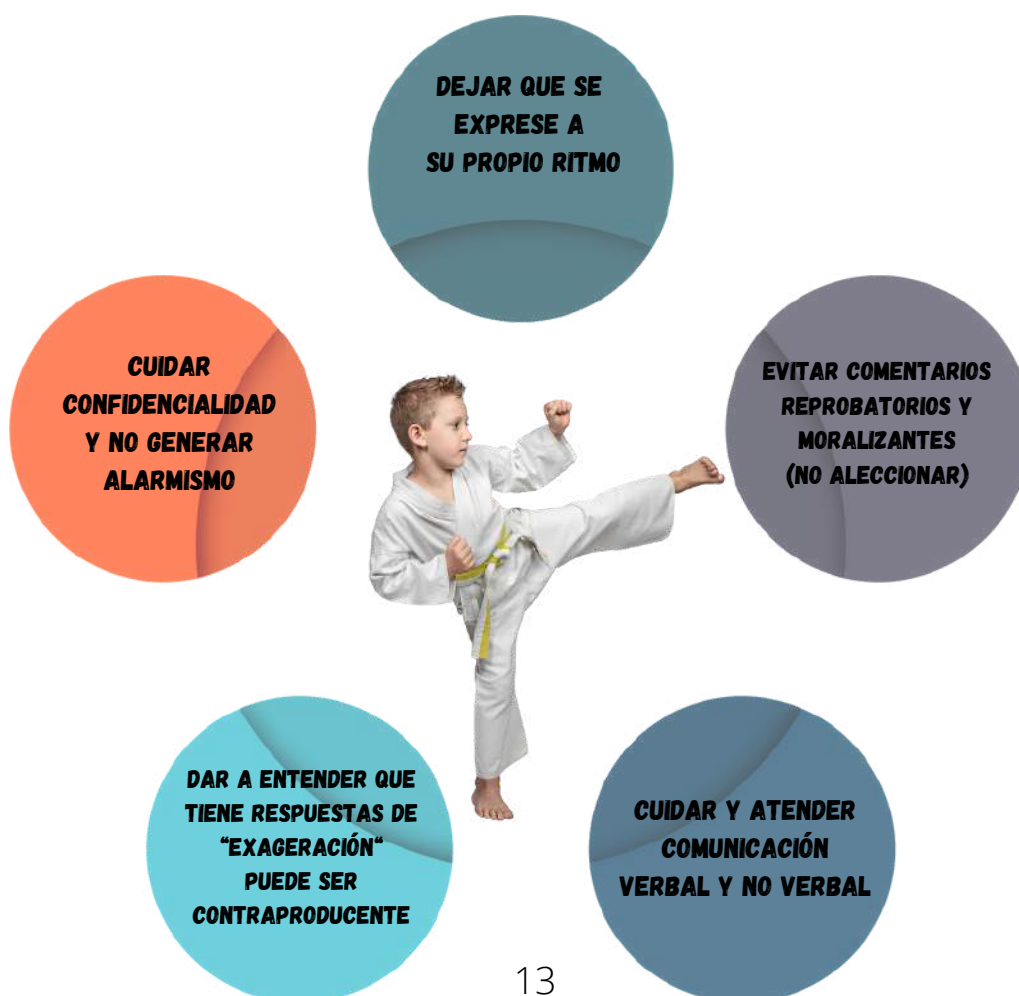 DEJAR QUE SE
EXPRESE A
SU PROPIO RITMO
CUIDAR
CONFIDENCIALIDAD
Y NO GENERAR
ALARMISMO
EVITAR COMENTARIOS
REPROBATORIOS Y
MORALIZANTES
(NO ALECCIONAR)
DAR A ENTENDER QUE
TIENE RESPUESTAS DE
"EXAGERACIÓN"
PUEDE SER
CONTRAPRODUCENTE
CUIDAR Y ATENDER
COMUNICACIÓN
VERBAL Y NO VERBAL
13